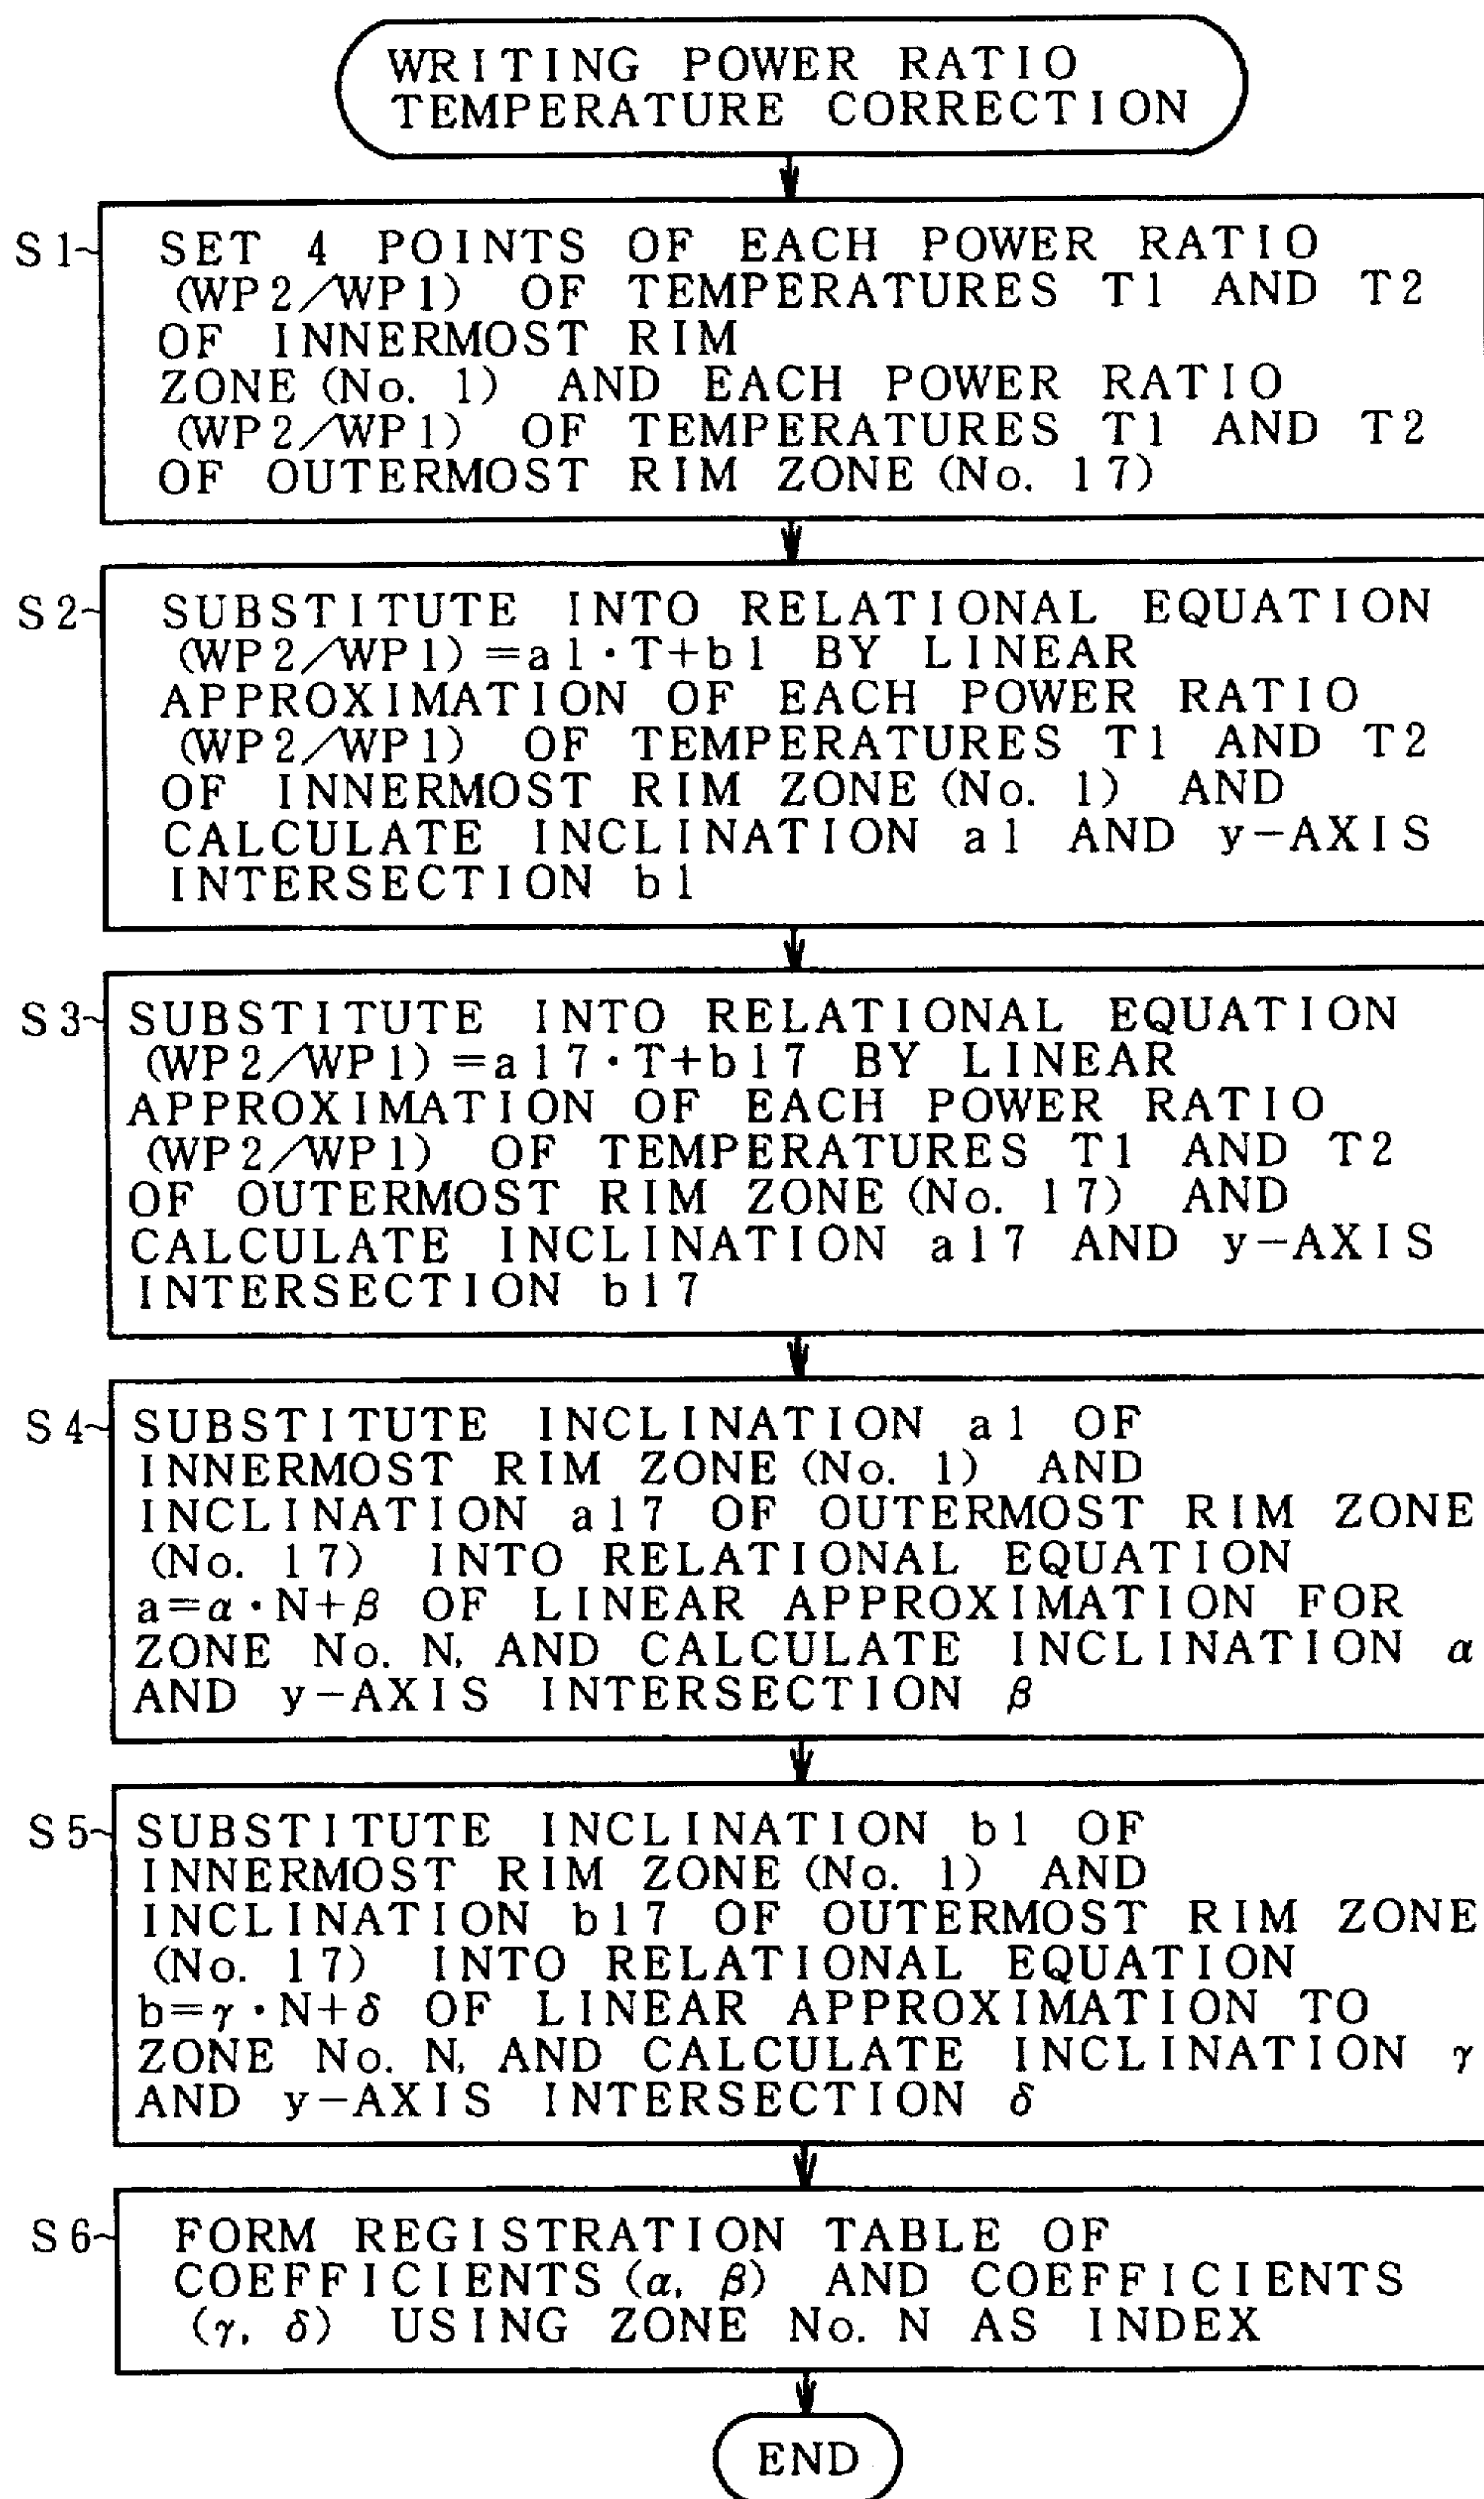 WRITING POWER RATIO
TEMPERATURE CORRECTION
S1
SET 4 POINTS OF EACH POWER RATIO
(WP2/WP1) OF TEMPERATURES T1 AND T2
OF INNERMOST RIM
ZONE (No. 1) AND EACH POWER RATIO
(WP2/WP1) OF TEMPERATURES T1 AND T2
OF OUTERMOST RIM ZONE (No. 17)
S2
SUBSTITUTE INTO RELATIONAL EQUATION
(WP2/WP1)=a1・T+b1 BY LINEAR
APPROXIMATION OF EACH POWER RATIO
(WP2/WP1) OF TEMPERATURES T1 AND T2
OF INNERMOST RIM ZONE (No. 1) AND
CALCULATE INCLINATION a1 AND y-AXIS
INTERSECTION b1
S3
SUBSTITUTE INTO RELATIONAL EQUATION
(WP2/WP1)=a17・T+b17 BY LINEAR
APPROXIMATION OF EACH POWER RATIO
(WP2/WP1) OF TEMPERATURES T1 AND T2
OF OUTERMOST RIM ZONE (No. 17) AND
CALCULATE INCLINATION a17 AND y-AXIS
INTERSECTION b17
S4
SUBSTITUTE INCLINATION a1 OF
INNERMOST RIM ZONE (No. 1) AND
INCLINATION a17 OF OUTERMOST RIM ZONE
(No. 17) INTO RELATIONAL EQUATION
a=α・N+β OF LINEAR APPROXIMATION FOR
ZONE No. N, AND CALCULATE INCLINATION α
AND y-AXIS INTERSECTION β
S5
SUBSTITUTE INCLINATION b1 OF
INNERMOST RIM ZONE (No. 1) AND
INCLINATION b17 OF OUTERMOST RIM ZONE
(No. 17) INTO RELATIONAL EQUATION
b=γ・N+δ OF LINEAR APPROXIMATION TO
ZONE No. N, AND CALCULATE INCLINATION γ
AND y-AXIS INTERSECTION δ
S6
FORM REGISTRATION TABLE OF
COEFFICIENTS (α, β) AND COEFFICIENTS
(γ, δ) USING ZONE No. N AS INDEX
END